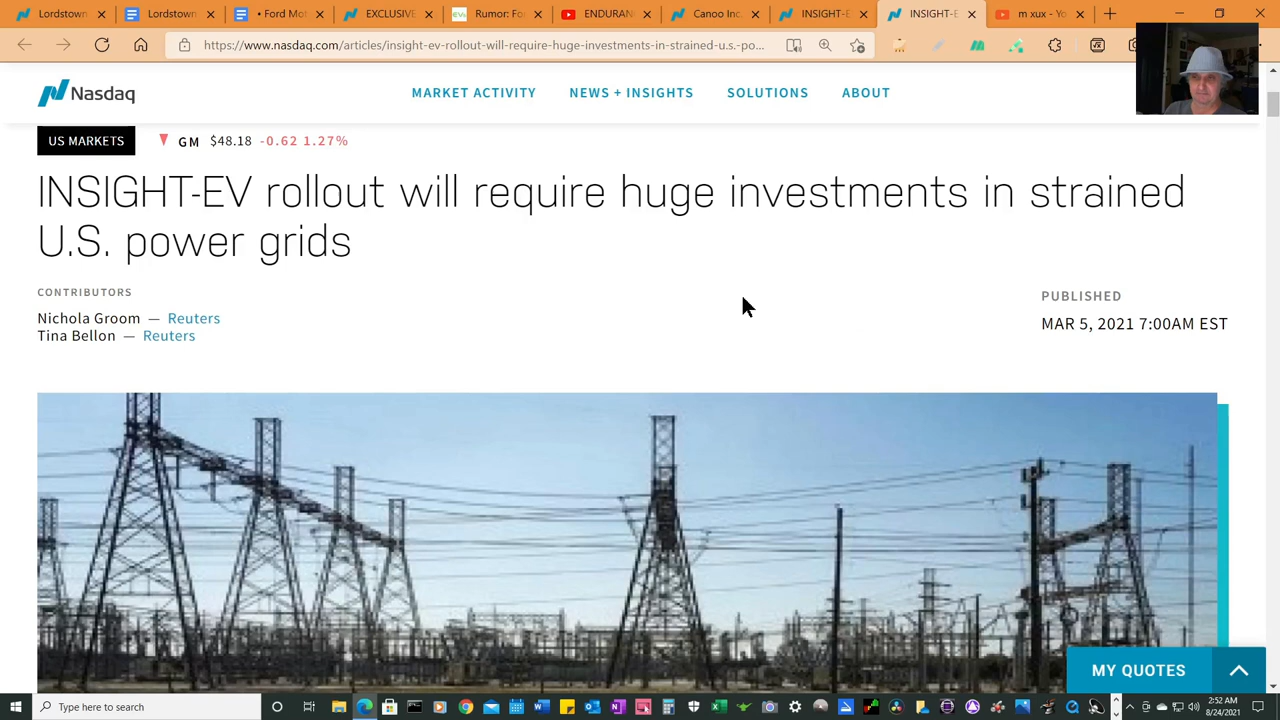 Lordstown
Lordstown
• Ford Mot
EXCLUSIVE
Rumor: Fo
ENDURAN
Canoo Inc.
INSIGHT-E
INSIGHT-E
m xux - Yo
https://www.nasdaq.com/articles/insight-ev-rollout-will-require-huge-investments-in-strained-u.s.-po...
Nasdaq
MARKET ACTIVITY
NEWS + INSIGHTS
SOLUTIONS
ABOUT
US MARKETS
GM $48.18 -0.62 1.27%
INSIGHT-EV rollout will require huge investments in strained
U.S. power grids
CONTRIBUTORS
Nichola Groom — Reuters
Tina Bellon — Reuters
PUBLISHED
MAR 5, 2021 7:00AM EST
MY QUOTES
Type here to search
2:52 AM
8/24/2021